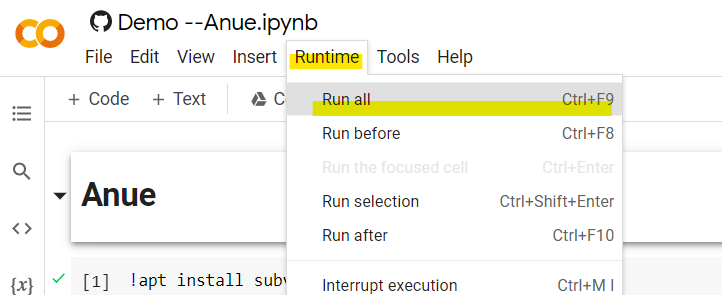 Demo --Anue.ipynb
File Edit View Insert Runtime Tools Help
+ Code + Text
Run all Ctrl+F9
Run before Ctrl+F8
Run the focused cell Ctrl+Enter
Run selection Ctrl+Shift+Enter
Run after Ctrl+F10
Interrupt execution Ctrl+M I
Anue
{x}
[1] !apt install